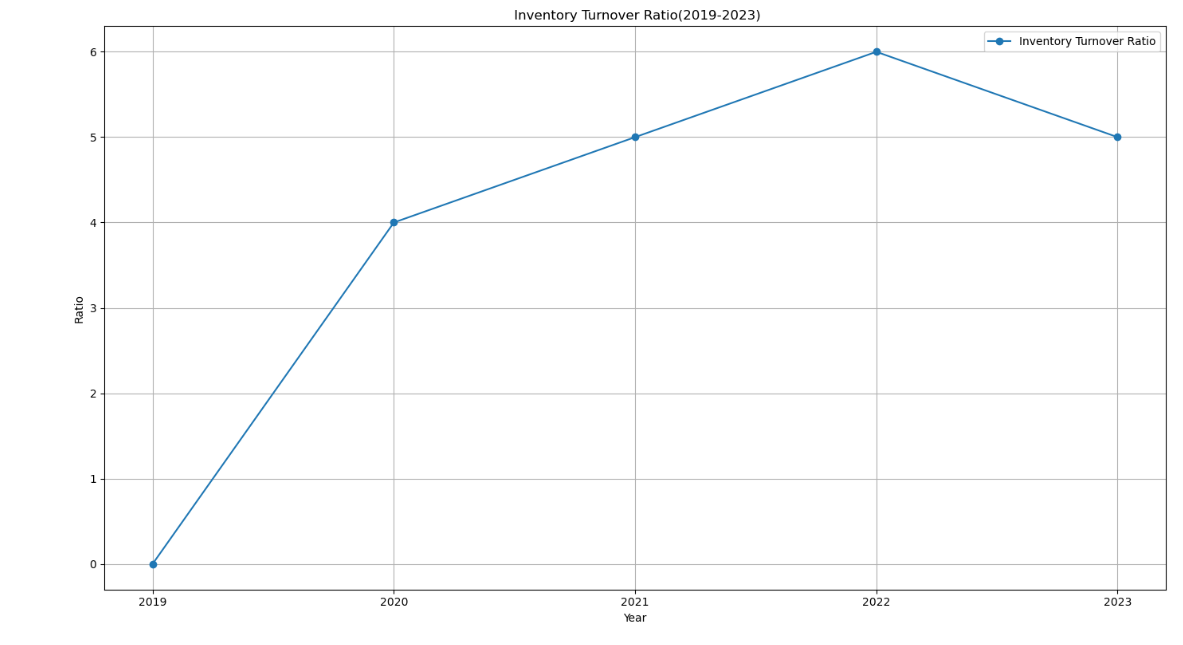 Inventory Turnover Ratio(2019-2023)
Inventory Turnover Ratio
6
5
4
3
2
1
0
Ratio
2019 2020 2021 2022 2023
Year